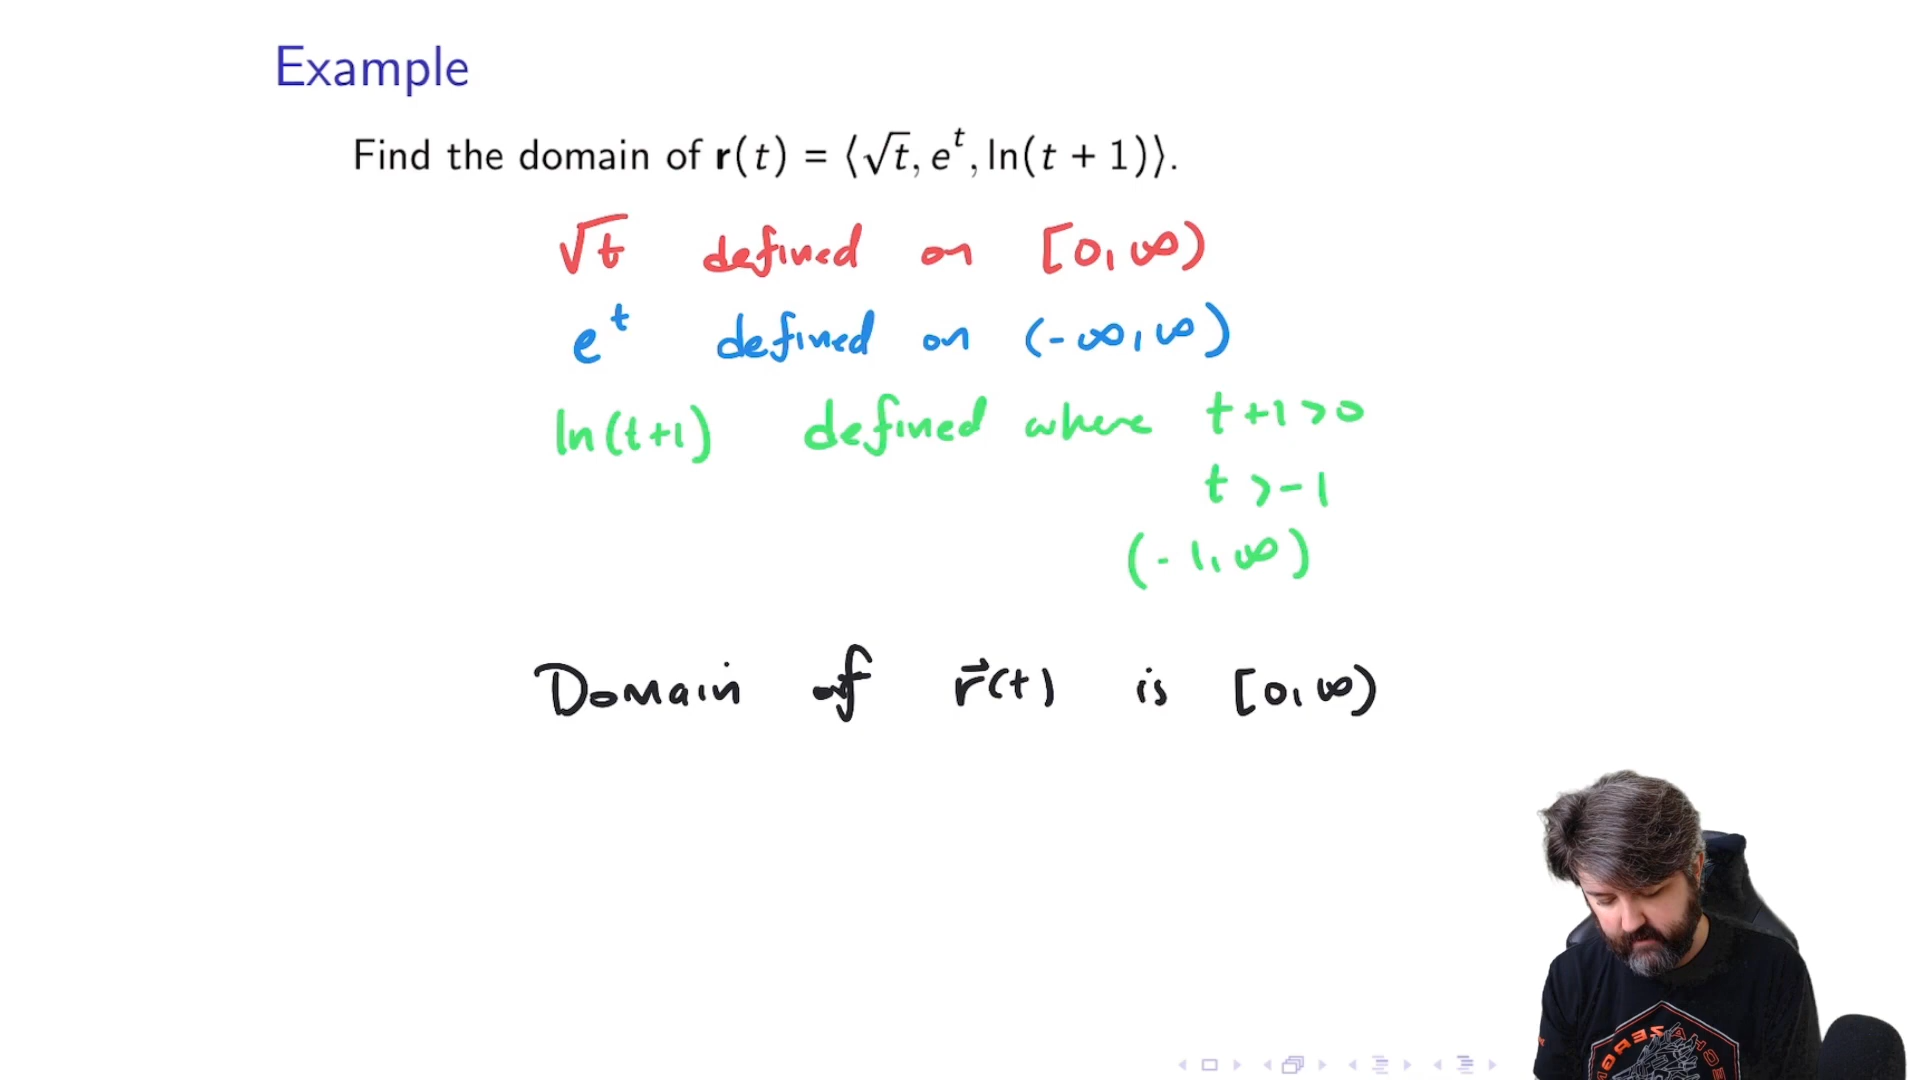 Example
Find the domain of r(t) = ⟨√t, e^t, ln(t + 1)⟩.
√t defined on [0, ∞)
e^t defined on (-∞, ∞)
ln(t+1) defined where t+1>0
t >-1
(-1, ∞)
Domain of r⃗(t) is [0, ∞)